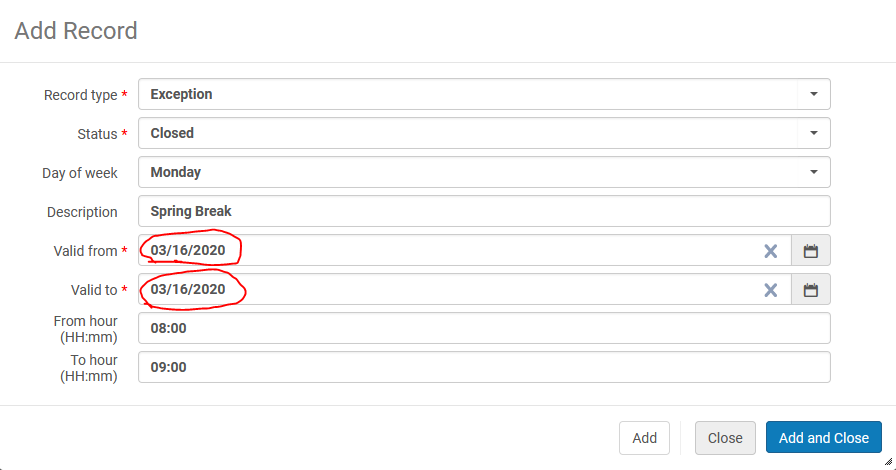 Add Record
Record type * Exception
Status * Closed
Day of week Monday
Description Spring Break
Valid from * 03/16/2020
Valid to * 03/16/2020
From hour
(HH:mm) 08:00
To hour
(HH:mm) 09:00
Add Close Add and Close